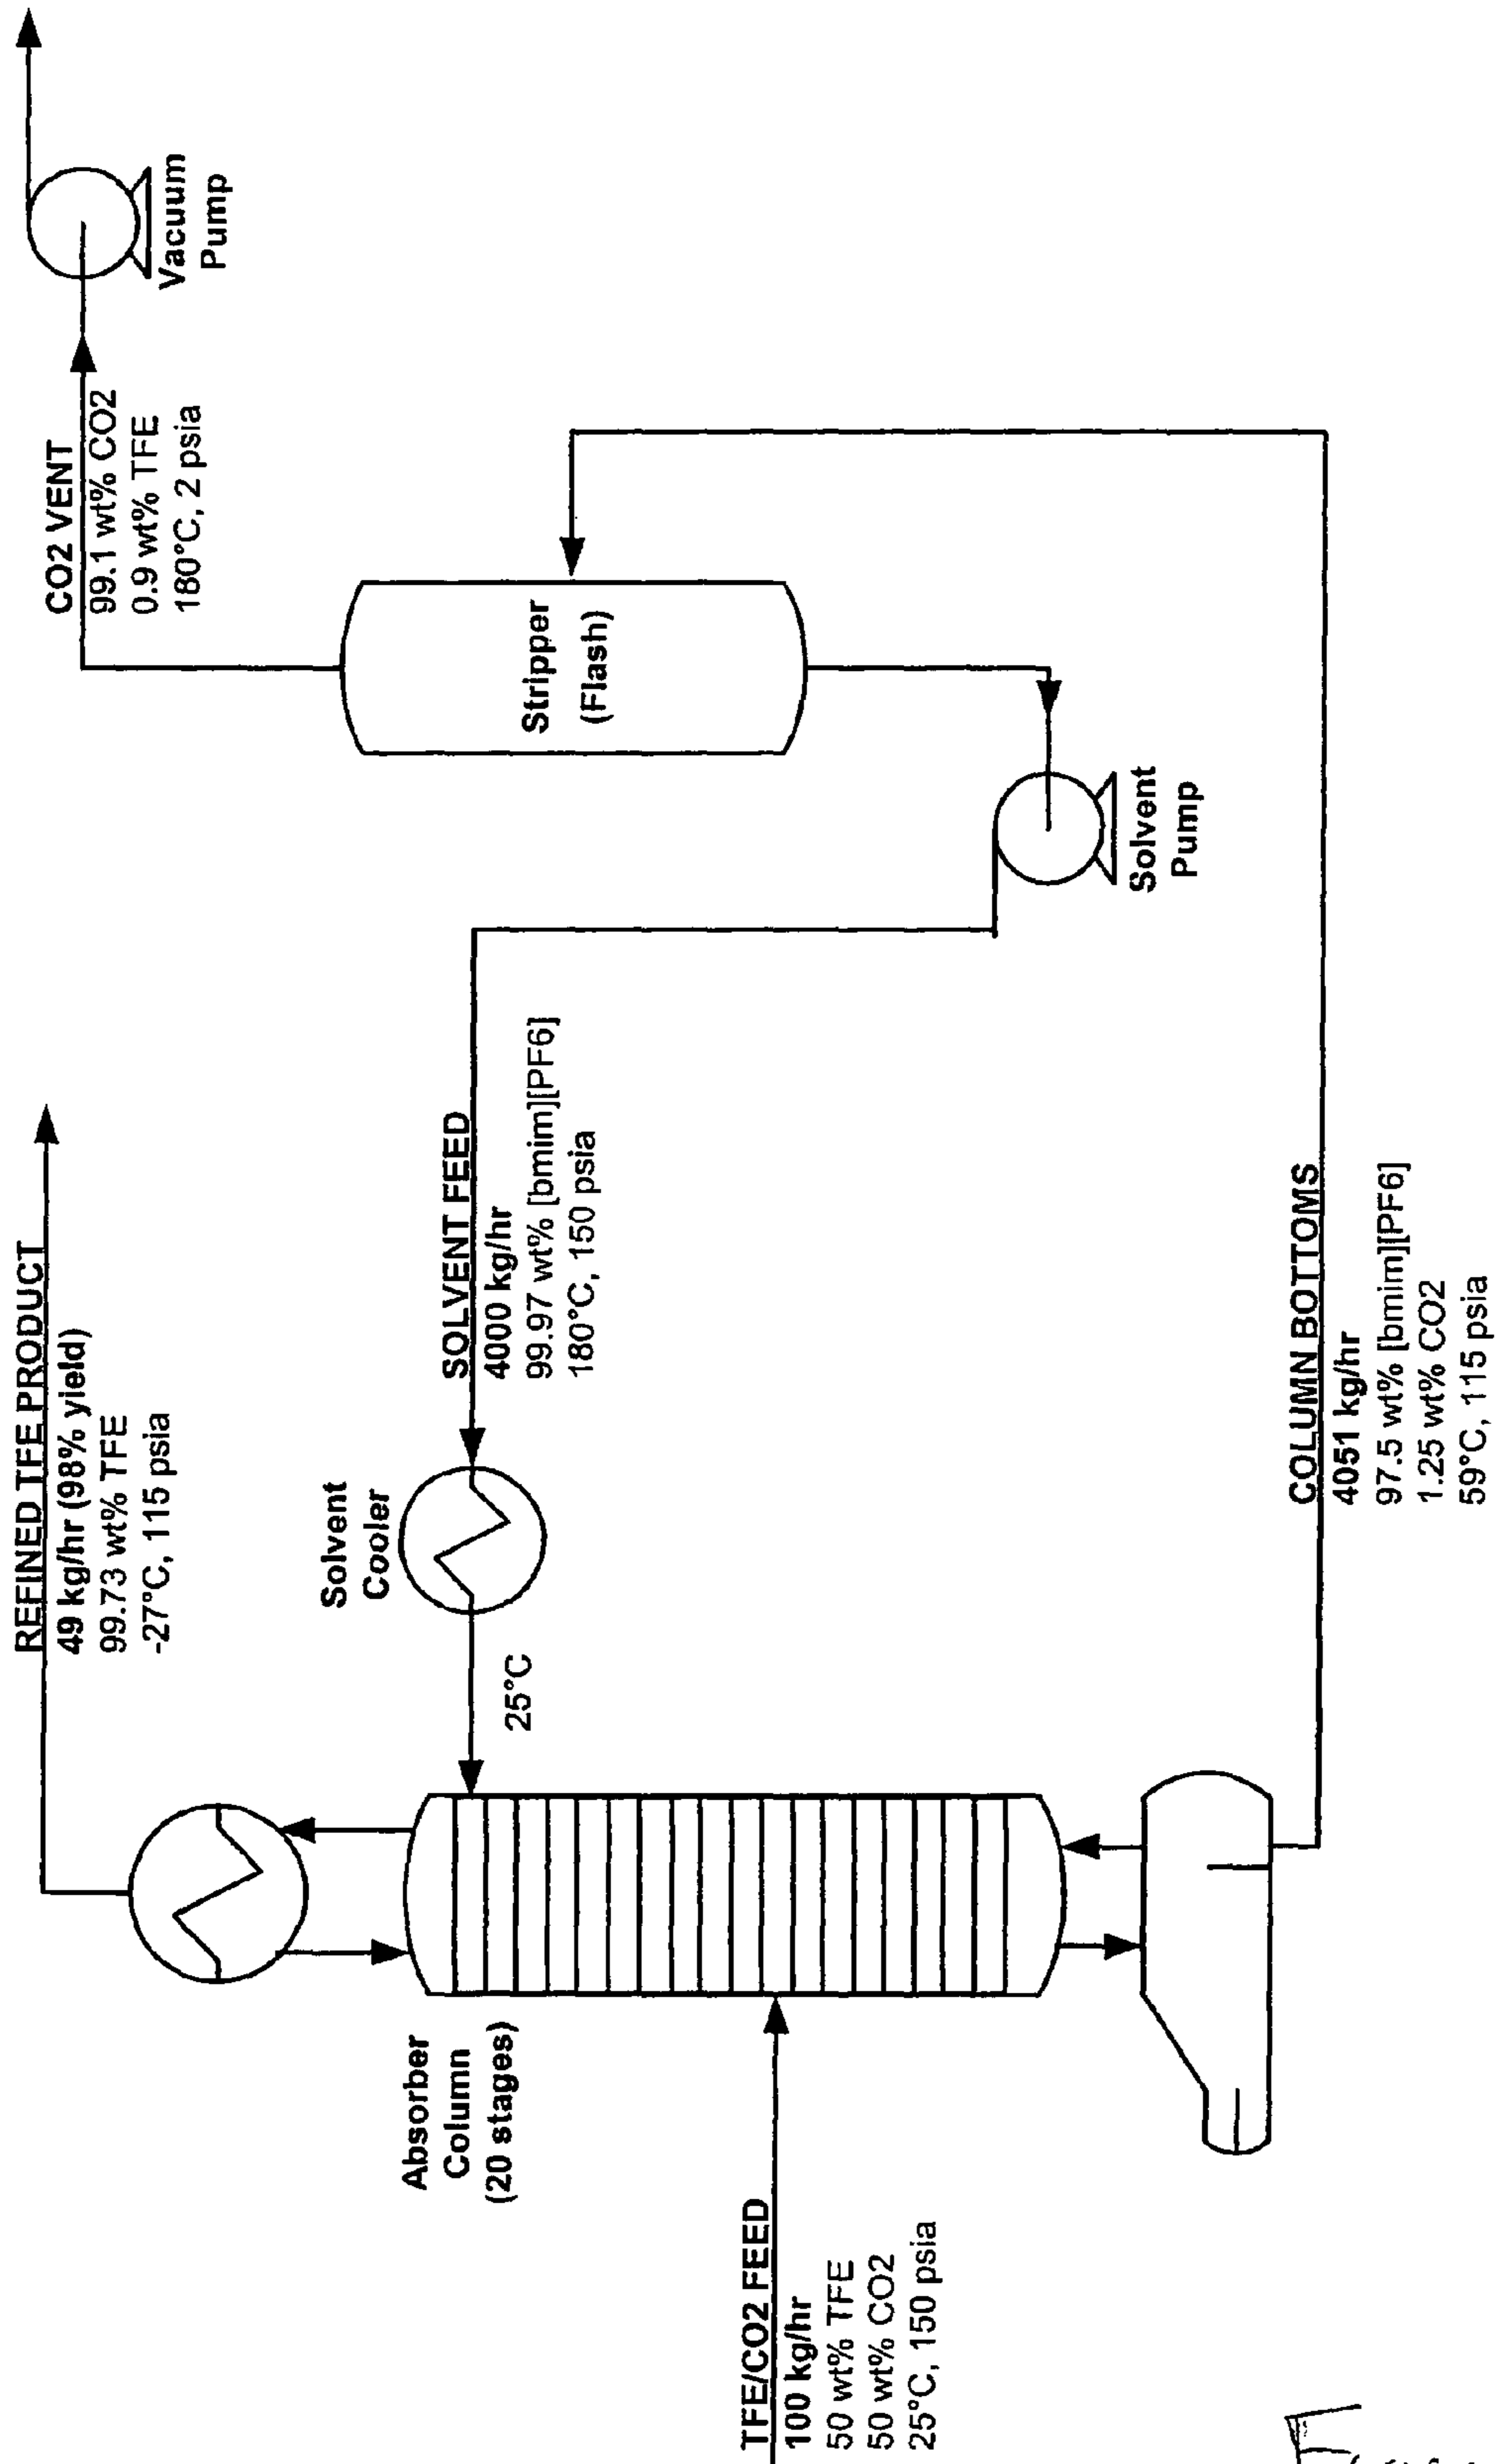 REFINED TFE PRODUCT
49 kg/hr (98% yield)
99.73 wt% TFE
-27°C, 115 psia
CO2 VENT
99.1 wt% CO2
0.9 wt% TFE
180°C, 2 psia
Vacuum
Pump
Solvent
Cooler
SOLVENT FEED
4000 kg/hr
99.97 wt% [bmim][PF6]
180°C, 150 psia
25°C
Stripper
(Flash)
Absorber
Column
(20 stages)
TFE/CO2 FEED
100 kg/hr
50 wt% TFE
50 wt% CO2
25°C, 150 psia
Solvent
Pump
COLUMN BOTTOMS
4051 kg/hr
97.5 wt% [bmim][PF6]
1.25 wt% CO2
59°C, 115 psia